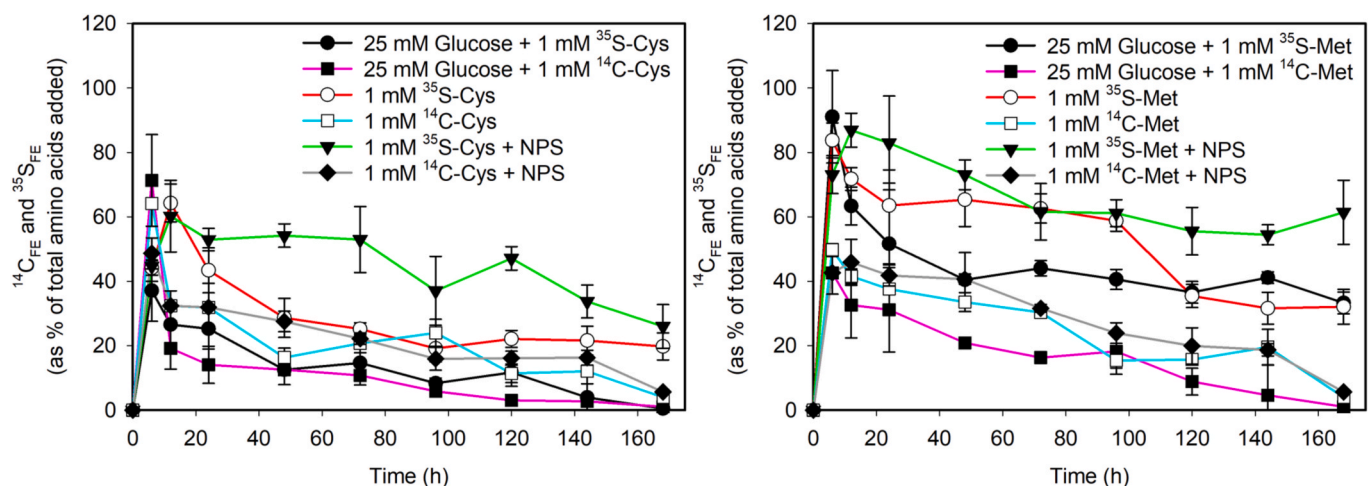 ¹⁴C_FE and ³⁵S_FE
(as % of total amino acids added)
120
100
80
60
40
20
0
25 mM Glucose + 1 mM ³⁵S-Cys
25 mM Glucose + 1 mM ¹⁴C-Cys
1 mM ³⁵S-Cys
1 mM ¹⁴C-Cys
1 mM ³⁵S-Cys + NPS
1 mM ¹⁴C-Cys + NPS
0 20 40 60 80 100 120 140 160
Time (h)
¹⁴C_FE and ³⁵S_FE
(as % of total amino acids added)
120
100
80
60
40
20
0
25 mM Glucose + 1 mM ³⁵S-Met
25 mM Glucose + 1 mM ¹⁴C-Met
1 mM ³⁵S-Met
1 mM ¹⁴C-Met
1 mM ³⁵S-Met + NPS
1 mM ¹⁴C-Met + NPS
0 20 40 60 80 100 120 140 160
Time (h)